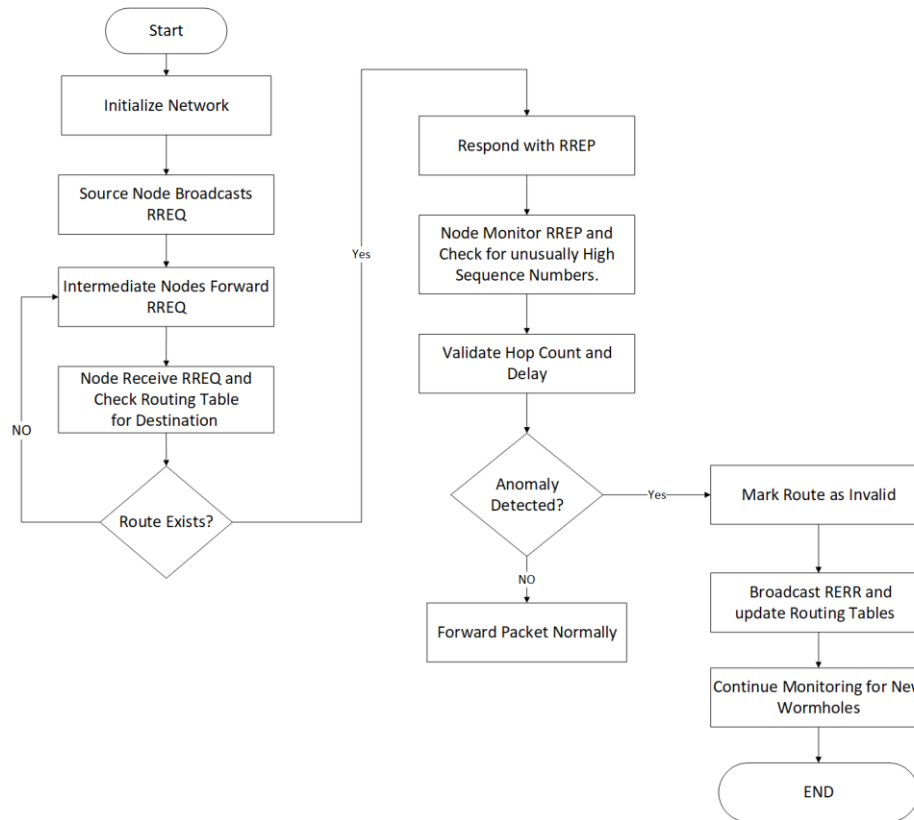 Start
Initialize Network
Source Node Broadcasts
RREQ
Intermediate Nodes Forward
RREQ
Node Receive RREQ and
Check Routing Table
for Destination
NO
Route Exists?
Yes
Respond with RREP
Node Monitor RREP and
Check for unusually High
Sequence Numbers.
Validate Hop Count and
Delay
Anomaly
Detected?
Yes
NO
Forward Packet Normally
Mark Route as Invalid
Broadcast RERR and
update Routing Tables
Continue Monitoring for New
Wormholes
END